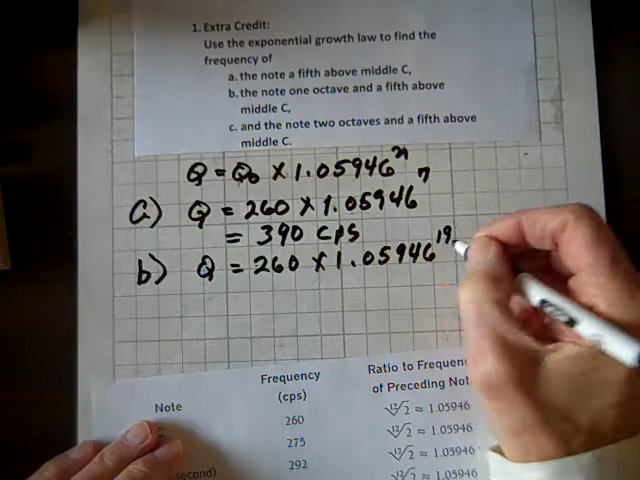 1. Extra Credit:
Use the exponential growth law to find the
frequency of
a. the note a fifth above middle C,
b. the note one octave and a fifth above
middle C,
c. and the note two octaves and a fifth above
middle C.
Q = Q₀ × 1.05946ⁿ
a) Q = 260 × 1.05946⁷
= 390 cps
b) Q = 260 × 1.05946¹⁹
Note Frequency (cps) Ratio to Frequen of Preceding Not
260 ¹²√2 ≈ 1.05946
275 ¹²√2 ≈ 1.05946
292 ¹²√2 ≈ 1.05946
second) ¹²√2 ≈ 1.05946